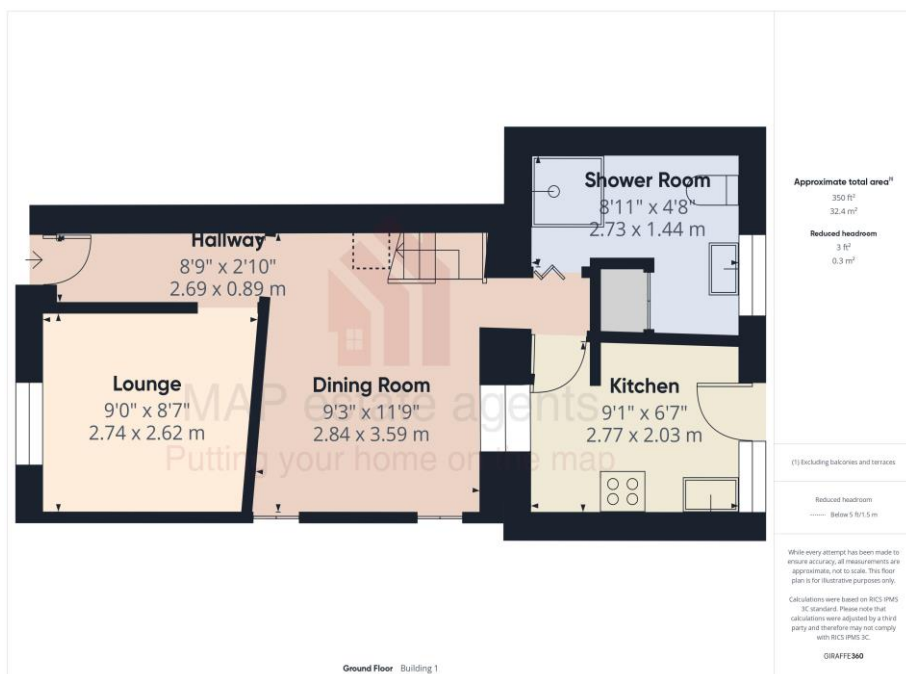 Shower Room
8'11" x 4'8"
2.73 x 1.44 m
Hallway
8'9" x 2'10"
2.69 x 0.89 m
Lounge
9'0" x 8'7"
2.74 x 2.62 m
Dining Room
9'3" x 11'9"
2.84 x 3.59 m
Kitchen
9'1" x 6'7"
2.77 x 2.03 m
MAP estate agents
Putting your home on the map
Approximate total area⁽¹⁾
350 ft²
32.4 m²
Reduced headroom
3 ft²
0.3 m²
(1) Excluding balconies and terraces
Reduced headroom
Below 5 ft/1.5 m
While every attempt has been made to
ensure accuracy, all measurements are
approximate, not to scale. This floor
plan is for illustrative purposes only.
Calculations were based on RICS IPMS
3C standard. Please note that
calculations were adjusted by a third
party and therefore may not comply
with RICS IPMS 3C.
GIRAFFE360
Ground Floor Building 1